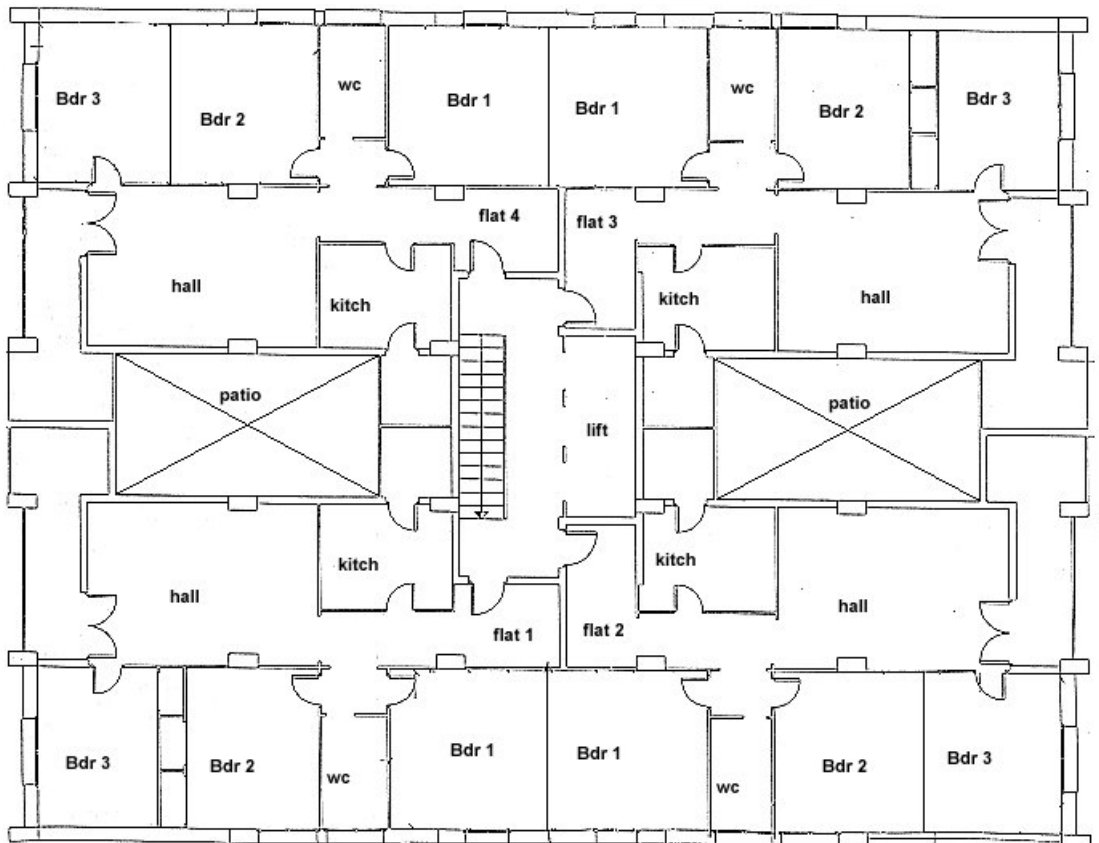 Bdr 3
Bdr 2
wc
Bdr 1
Bdr 1
wc
Bdr 2
Bdr 3
flat 4
flat 3
hall
kitch
kitch
hall
patio
lift
patio
hall
kitch
kitch
hall
flat 1
flat 2
Bdr 3
Bdr 2
wc
Bdr 1
Bdr 1
wc
Bdr 2
Bdr 3